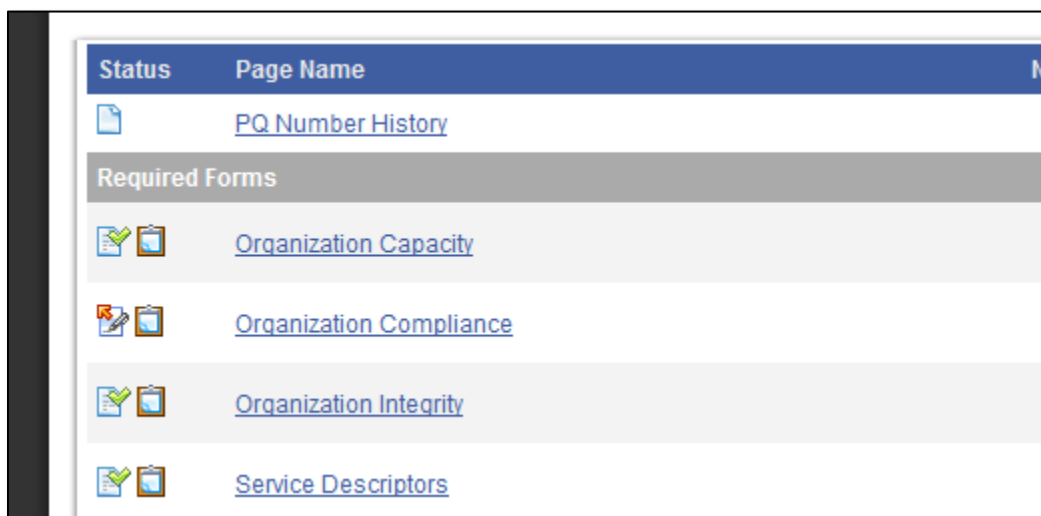 Status Page Name N
PQ Number History
Required Forms
Organization Capacity
Organization Compliance
Organization Integrity
Service Descriptors